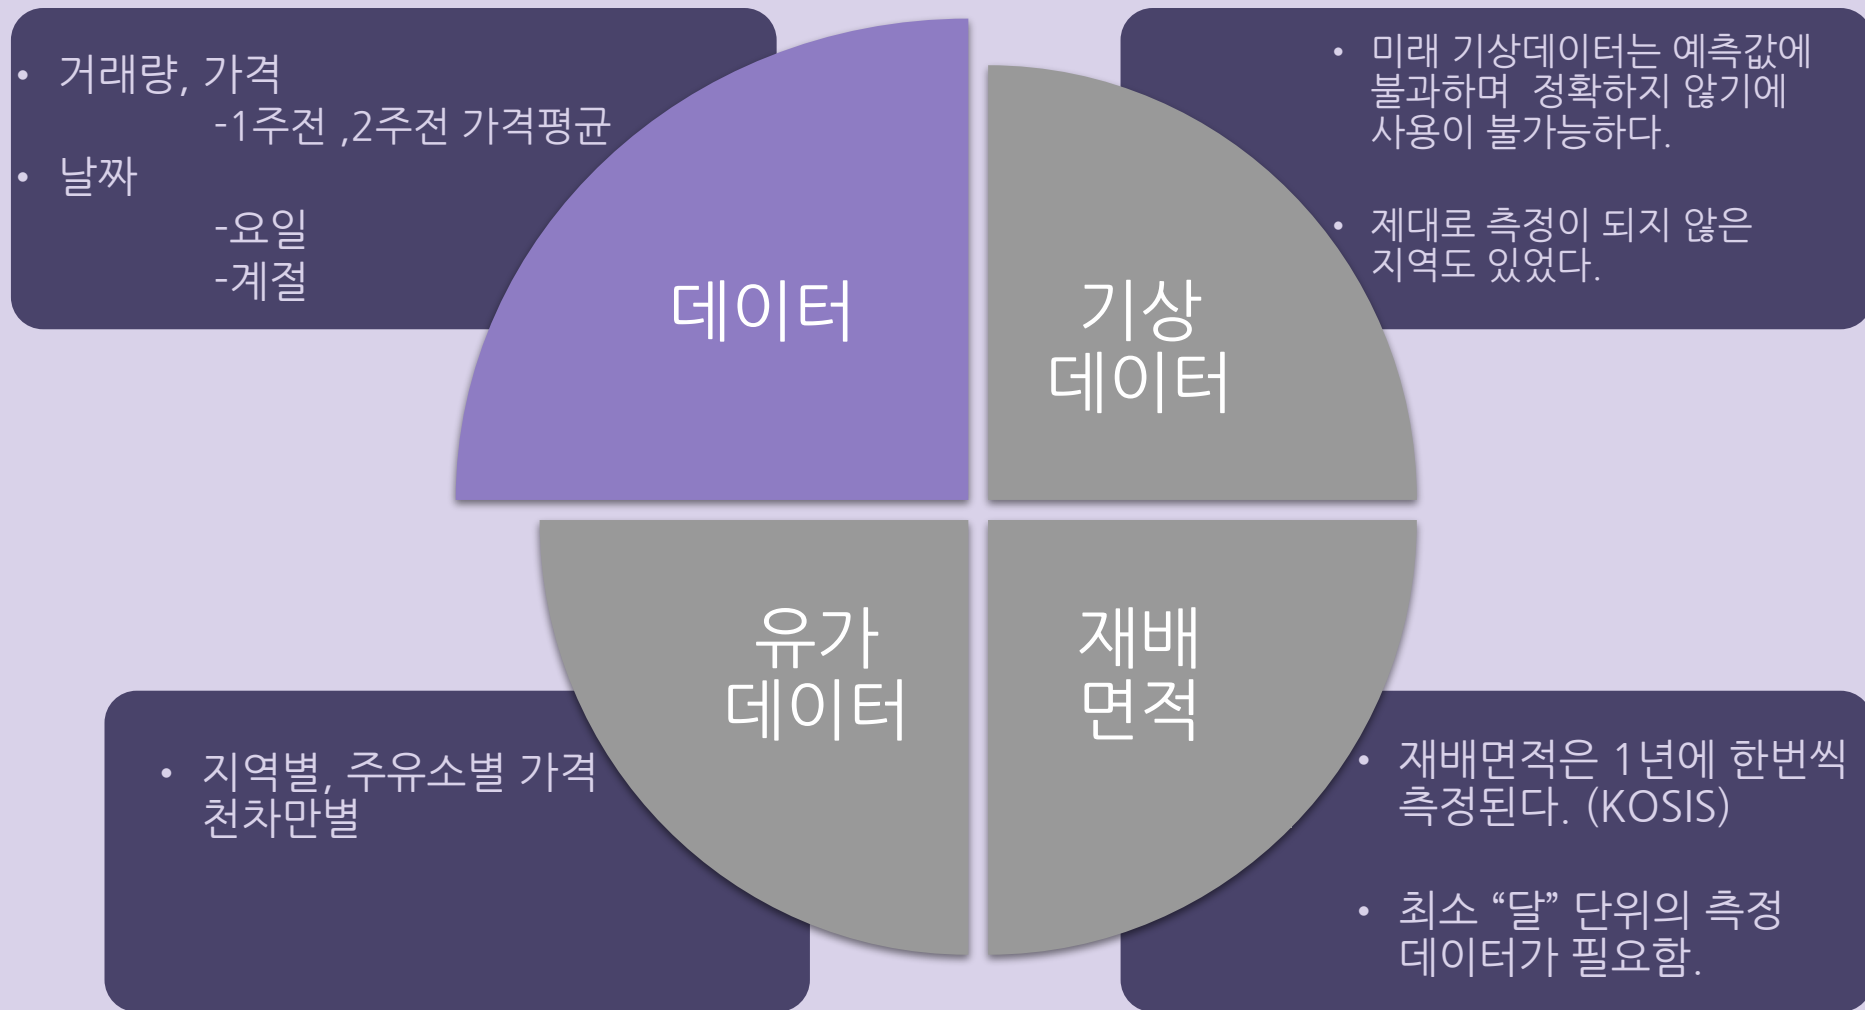 • 거래량, 가격
-1주전 ,2주전 가격평균
• 날짜
-요일
-계절
데이터
기상
데이터
• 미래 기상데이터는 예측값에
불과하며  정확하지 않기에
사용이 불가능하다.
• 제대로 측정이 되지 않은
지역도 있었다.
유가
데이터
• 지역별, 주유소별 가격
천차만별
재배
면적
• 재배면적은 1년에 한번씩
측정된다. (KOSIS)
• 최소 “달” 단위의 측정
데이터가 필요함.